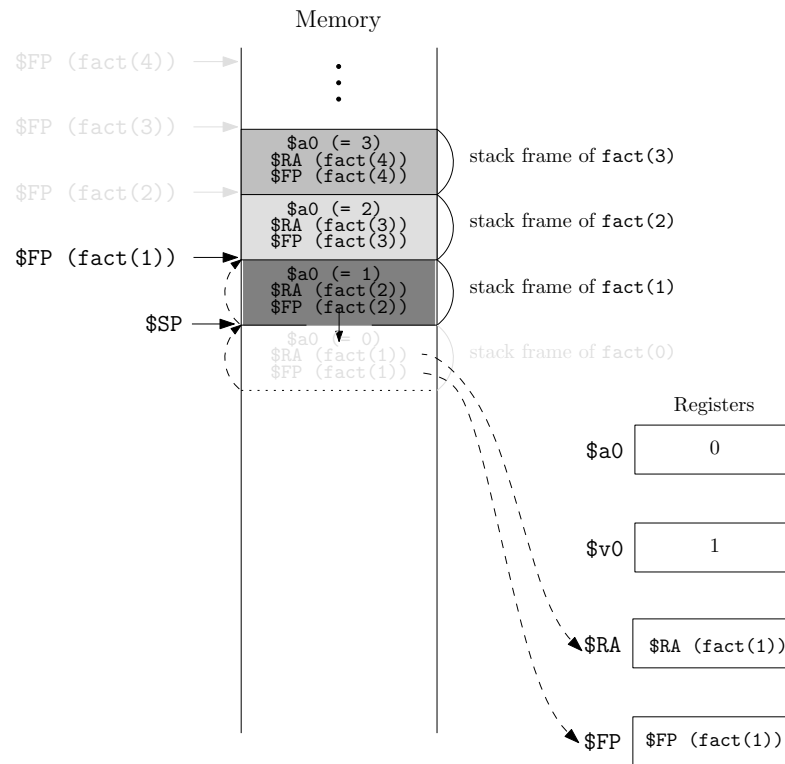 Memory
$FP (fact(4))
$FP (fact(3))
$a0 (= 3)
$RA (fact(4))
$FP (fact(4))
stack frame of fact(3)
$FP (fact(2))
$a0 (= 2)
$RA (fact(3))
$FP (fact(3))
stack frame of fact(2)
$FP (fact(1))
$a0 (= 1)
$RA (fact(2))
$FP (fact(2))
stack frame of fact(1)
$SP
$a0 (= 0)
$RA (fact(1))
$FP (fact(1))
stack frame of fact(0)
Registers
$a0 0
$v0 1
$RA $RA (fact(1))
$FP $FP (fact(1))